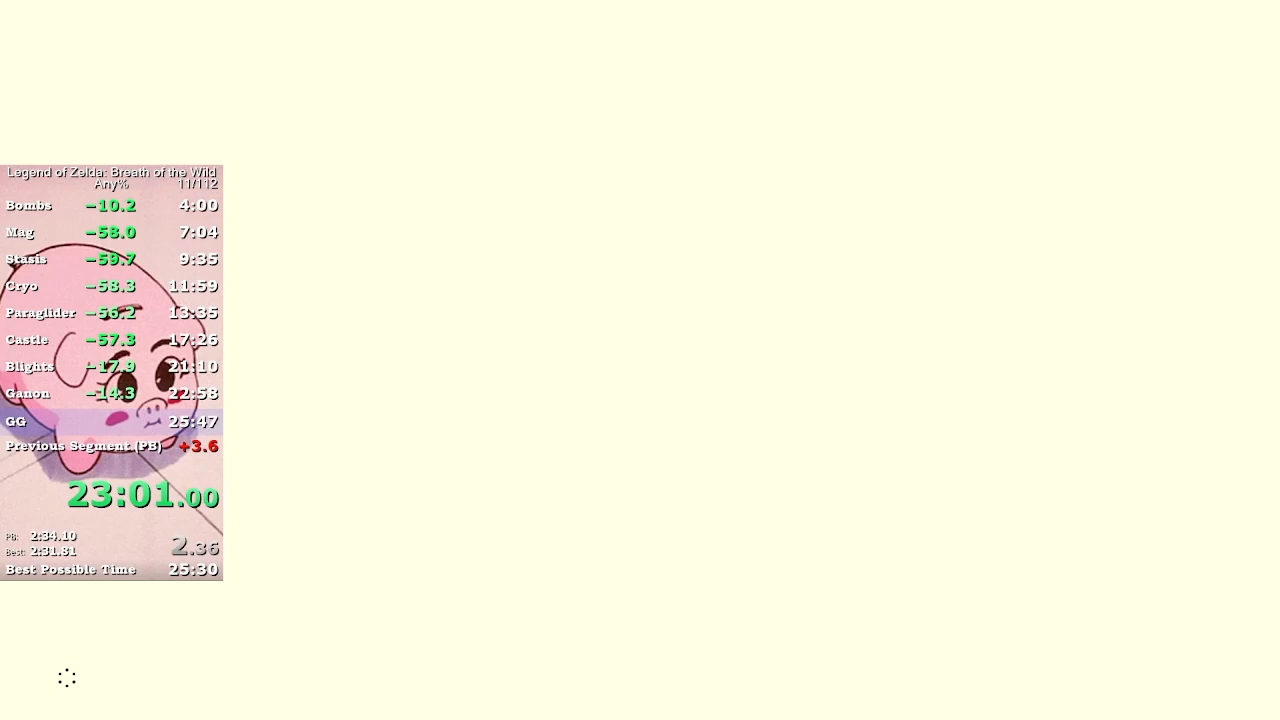 Legend of Zelda: Breath of the Wild
Any% 11/112
Bombs −10.2 4:00
Mag −58.0 7:04
Stasis −59.7 9:35
Cryo −58.3 11:59
Paraglider −56.2 13:35
Castle −57.3 17:26
Blights −17.9 21:10
Ganon −14.3 22:58
GG 25:47
Previous Segment (PB) +3.6
23:01.00
PB: 2:34.10
Best: 2:31.81 2.36
Best Possible Time 25:30